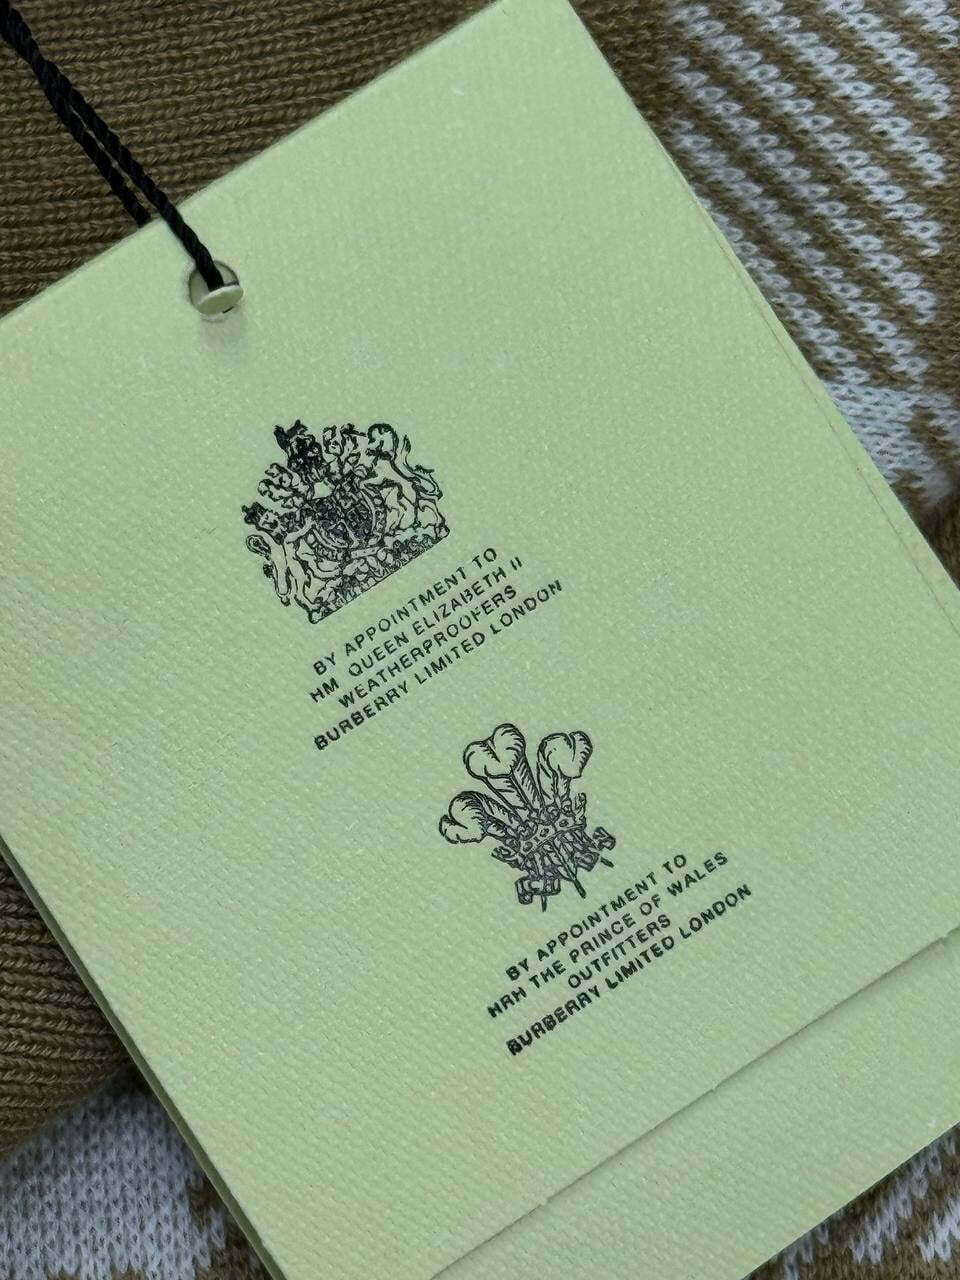 BY APPOINTMENT TO
HM QUEEN ELIZABETH II
WEATHERPROOFERS
BURBERRY LIMITED LONDON
BY APPOINTMENT TO
HRH THE PRINCE OF WALES
OUTFITTERS
BURBERRY LIMITED LONDON